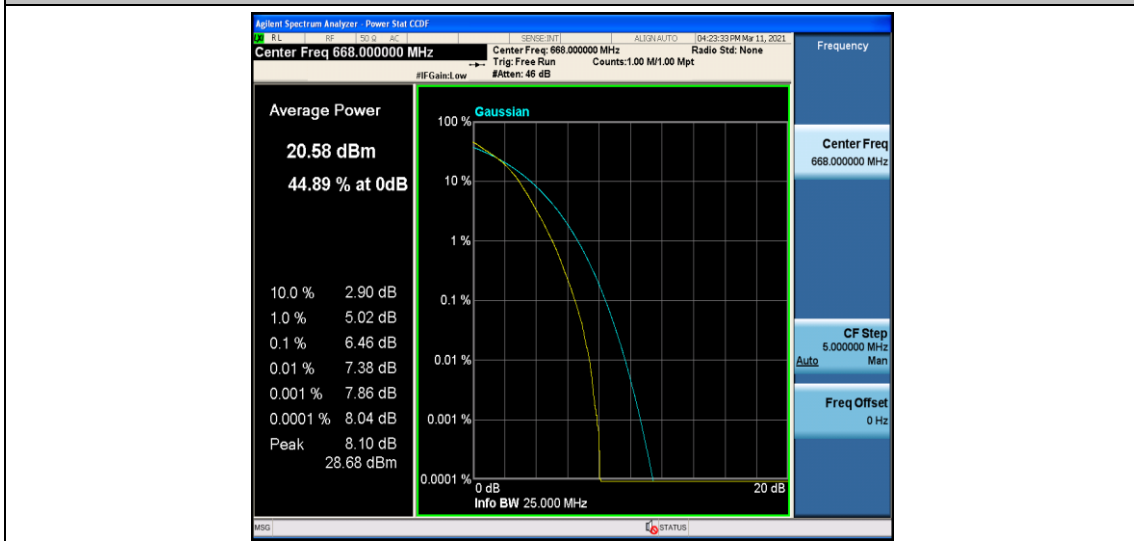 Agilent Spectrum Analyzer - Power Stat CCDF
RL RF 50 Ω AC SENSE:INT ALIGNAUTO 04:23:33 PM Mar 11, 2021
Center Freq 668.000000 MHz
Center Freq: 668.000000 MHz Radio Std: None
Trig: Free Run Counts:1.00 M/1.00 Mpt
#IFGain:Low #Atten: 46 dB
Frequency
Average Power
20.58 dBm
44.89 % at 0dB
10.0 % 2.90 dB
1.0 % 5.02 dB
0.1 % 6.46 dB
0.01 % 7.38 dB
0.001 % 7.86 dB
0.0001 % 8.04 dB
Peak 8.10 dB
28.68 dBm
Gaussian
100 %
10 %
1 %
0.1 %
0.01 %
0.001 %
0.0001 %
0 dB 20 dB
Info BW 25.000 MHz
Center Freq
668.000000 MHz
CF Step
5.000000 MHz
Auto Man
Freq Offset
0 Hz
MSG STATUS